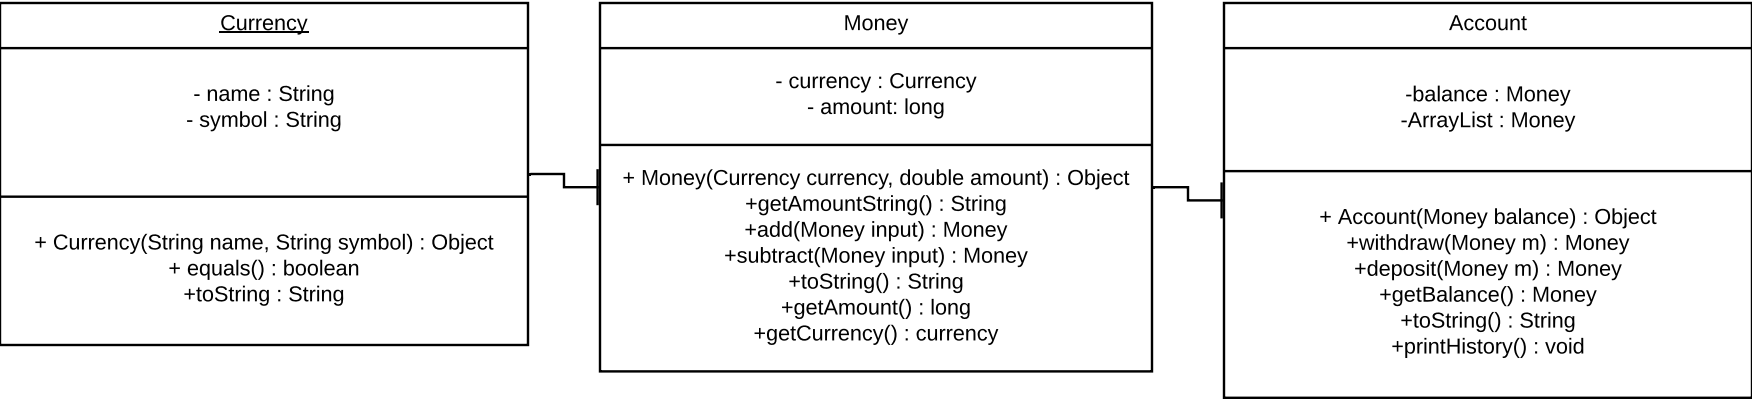 Currency
- name : String
- symbol : String
+ Currency(String name, String symbol) : Object
+ equals() : boolean
+toString : String
Money
- currency : Currency
- amount: long
+ Money(Currency currency, double amount) : Object
+getAmountString() : String
+add(Money input) : Money
+subtract(Money input) : Money
+toString() : String
+getAmount() : long
+getCurrency() : currency
Account
-balance : Money
-ArrayList : Money
+ Account(Money balance) : Object
+withdraw(Money m) : Money
+deposit(Money m) : Money
+getBalance() : Money
+toString() : String
+printHistory() : void